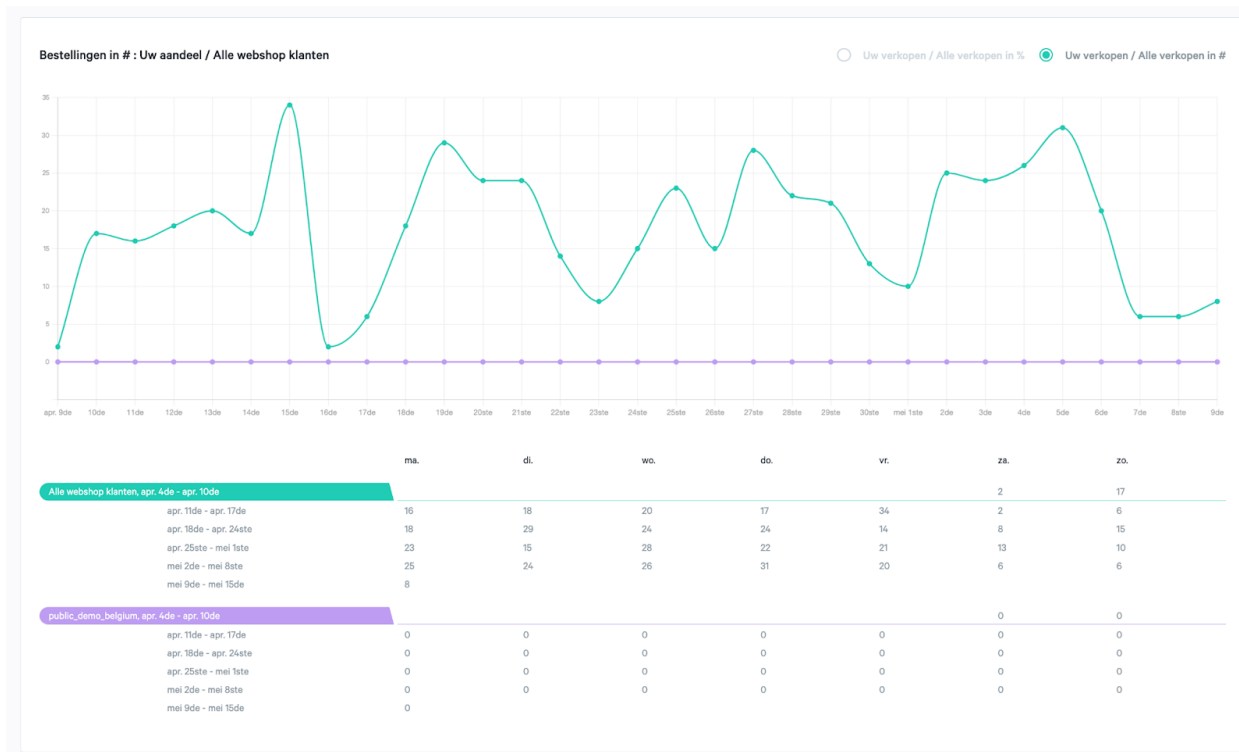 Bestellingen in # : Uw aandeel / Alle webshop klanten
Uw verkopen / Alle verkopen in % Uw verkopen / Alle verkopen in #
35
30
25
20
15
10
5
0
apr. 9de 10de 11de 12de 13de 14de 15de 16de 17de 18de 19de 20ste 21ste 22ste 23ste 24ste 25ste 26ste 27ste 28ste 29ste 30ste mei 1ste 2de 3de 4de 5de 6de 7de 8ste 9de
ma. di. wo. do. vr. za. zo.
Alle webshop klanten, apr. 4de - apr. 10de 2 17
apr. 11de - apr. 17de 16 18 20 17 34 2 6
apr. 18de - apr. 24ste 18 29 24 24 14 8 15
apr. 25ste - mei 1ste 23 15 28 22 21 13 10
mei 2de - mei 8ste 25 24 26 31 20 6 6
mei 9de - mei 15de 8
public_demo_belgium, apr. 4de - apr. 10de 0 0
apr. 11de - apr. 17de 0 0 0 0 0 0 0
apr. 18de - apr. 24ste 0 0 0 0 0 0 0
apr. 25ste - mei 1ste 0 0 0 0 0 0 0
mei 2de - mei 8ste 0 0 0 0 0 0 0
mei 9de - mei 15de 0